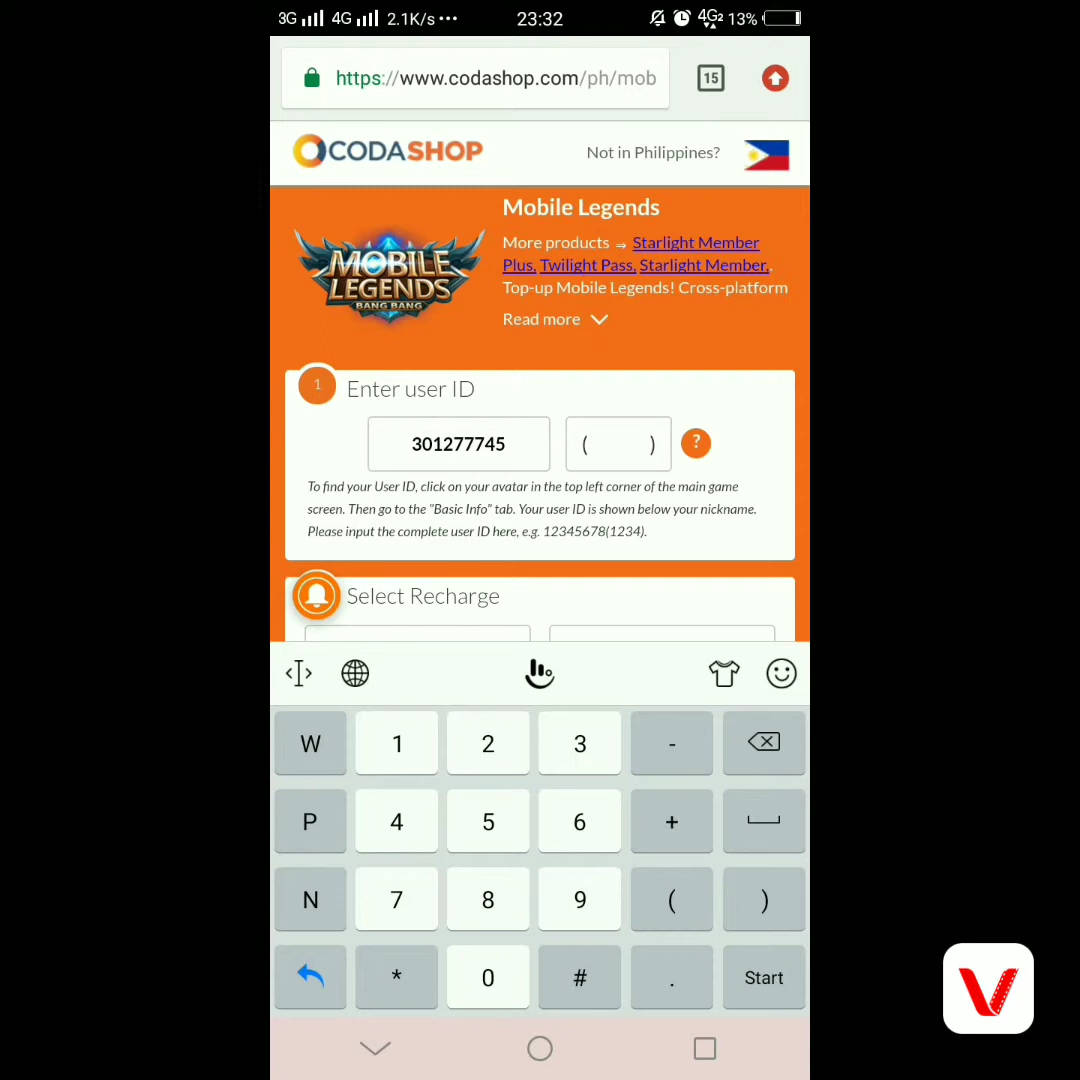 3G 4G 2.1K/s ••• 23:32 4G2 13%
https://www.codashop.com/ph/mob 15
CODASHOP Not in Philippines?
Mobile Legends
More products → Starlight Member
Plus, Twilight Pass, Starlight Member,,
Top-up Mobile Legends! Cross-platform
Read more
MOBILE
LEGENDS
BANG BANG
1 Enter user ID
301277745 ( ) ?
To find your User ID, click on your avatar in the top left corner of the main game
screen. Then go to the "Basic Info" tab. Your user ID is shown below your nickname.
Please input the complete user ID here, e.g. 12345678(1234).
Select Recharge
W 1 2 3 -
P 4 5 6 +
N 7 8 9 ( )
* 0 # . Start
V